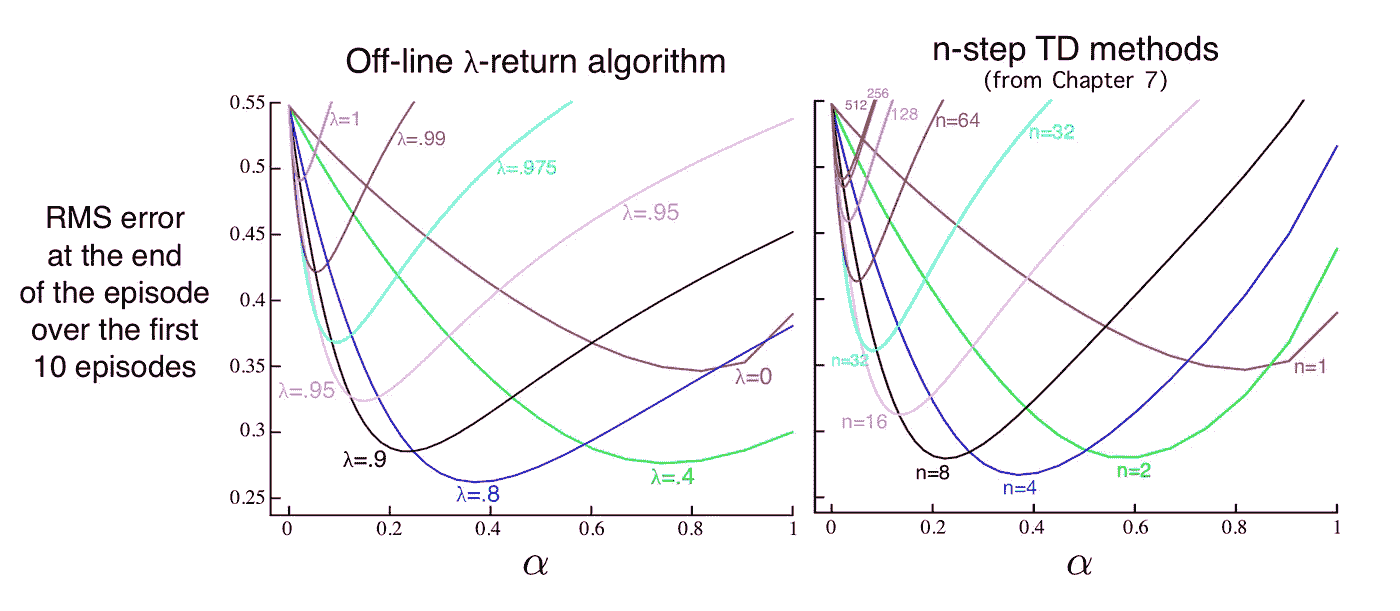 Off-line λ-return algorithm
n-step TD methods
(from Chapter 7)
RMS error
at the end
of the episode
over the first
10 episodes
0.55
0.5
0.45
0.4
0.35
0.3
0.25
λ=1
λ=.99
λ=.975
λ=.95
λ=0
λ=.95
λ=.9
λ=.8
λ=.4
0
0.2
0.4
0.6
0.8
1
α
256
512
128
n=64
n=32
n=32
n=1
n=16
n=8
n=4
n=2
0
0.2
0.4
0.6
0.8
1
α